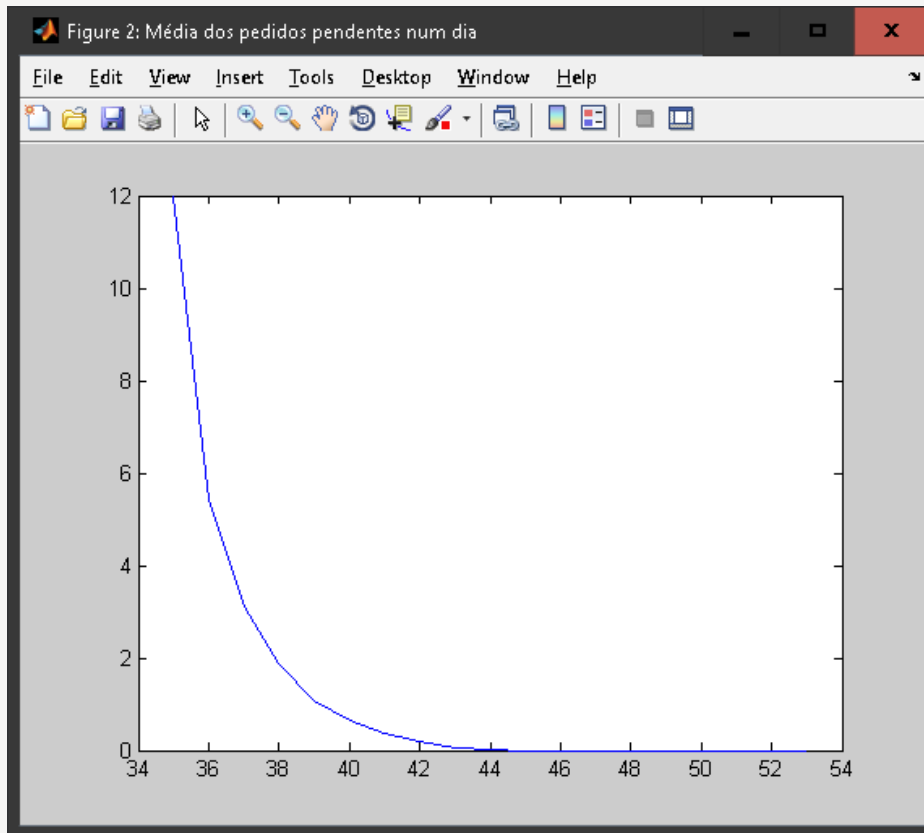 Figure 2: Média dos pedidos pendentes num dia
File Edit View Insert Tools Desktop Window Help
12
10
8
6
4
2
0
34 36 38 40 42 44 46 48 50 52 54